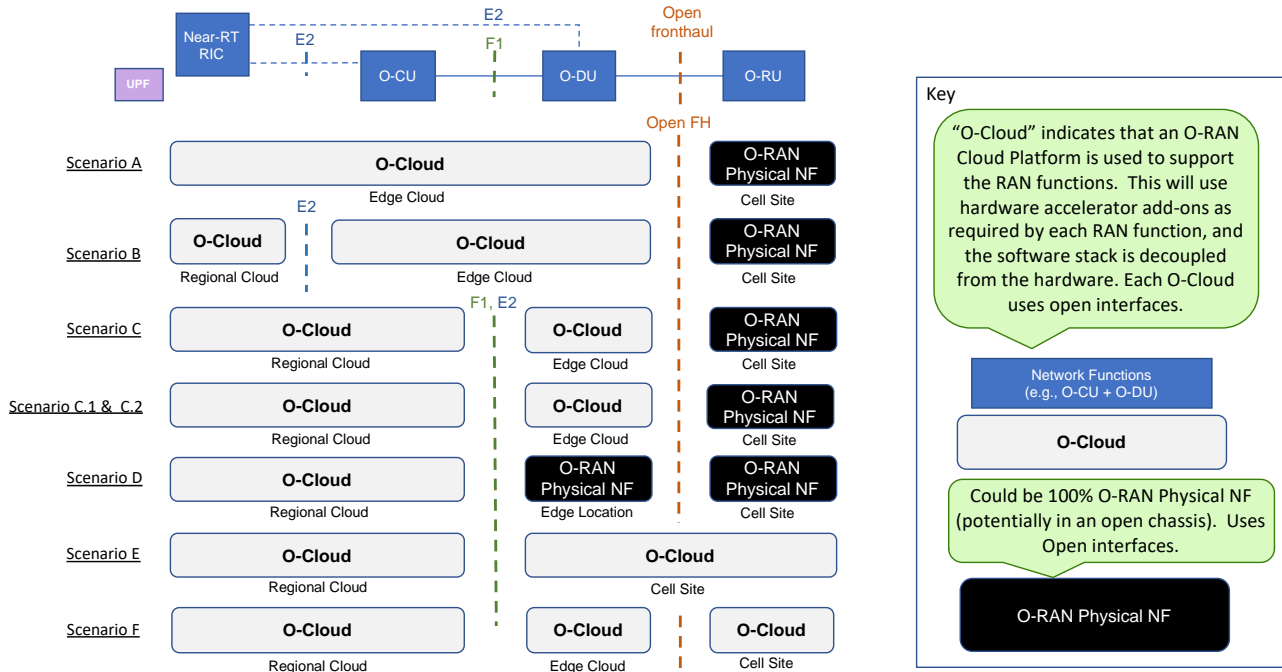 E2
Open
fronthaul
Near-RT
RIC
E2
F1
UPF
O-CU
O-DU
O-RU
Open FH
Scenario A
O-Cloud
Edge Cloud
O-RAN
Physical NF
Cell Site
E2
Scenario B
O-Cloud
Regional Cloud
O-Cloud
Edge Cloud
O-RAN
Physical NF
Cell Site
F1, E2
Scenario C
O-Cloud
Regional Cloud
O-Cloud
Edge Cloud
O-RAN
Physical NF
Cell Site
Scenario C.1 & C.2
O-Cloud
Regional Cloud
O-Cloud
Edge Cloud
O-RAN
Physical NF
Cell Site
Scenario D
O-Cloud
Regional Cloud
O-RAN
Physical NF
Edge Location
O-RAN
Physical NF
Cell Site
Scenario E
O-Cloud
Regional Cloud
O-Cloud
Cell Site
Scenario F
O-Cloud
Regional Cloud
O-Cloud
Edge Cloud
O-Cloud
Cell Site
Key
“O-Cloud” indicates that an O-RAN
Cloud Platform is used to support
the RAN functions. This will use
hardware accelerator add-ons as
required by each RAN function, and
the software stack is decoupled
from the hardware. Each O-Cloud
uses open interfaces.
Network Functions
(e.g., O-CU + O-DU)
O-Cloud
Could be 100% O-RAN Physical NF
(potentially in an open chassis). Uses
Open interfaces.
O-RAN Physical NF